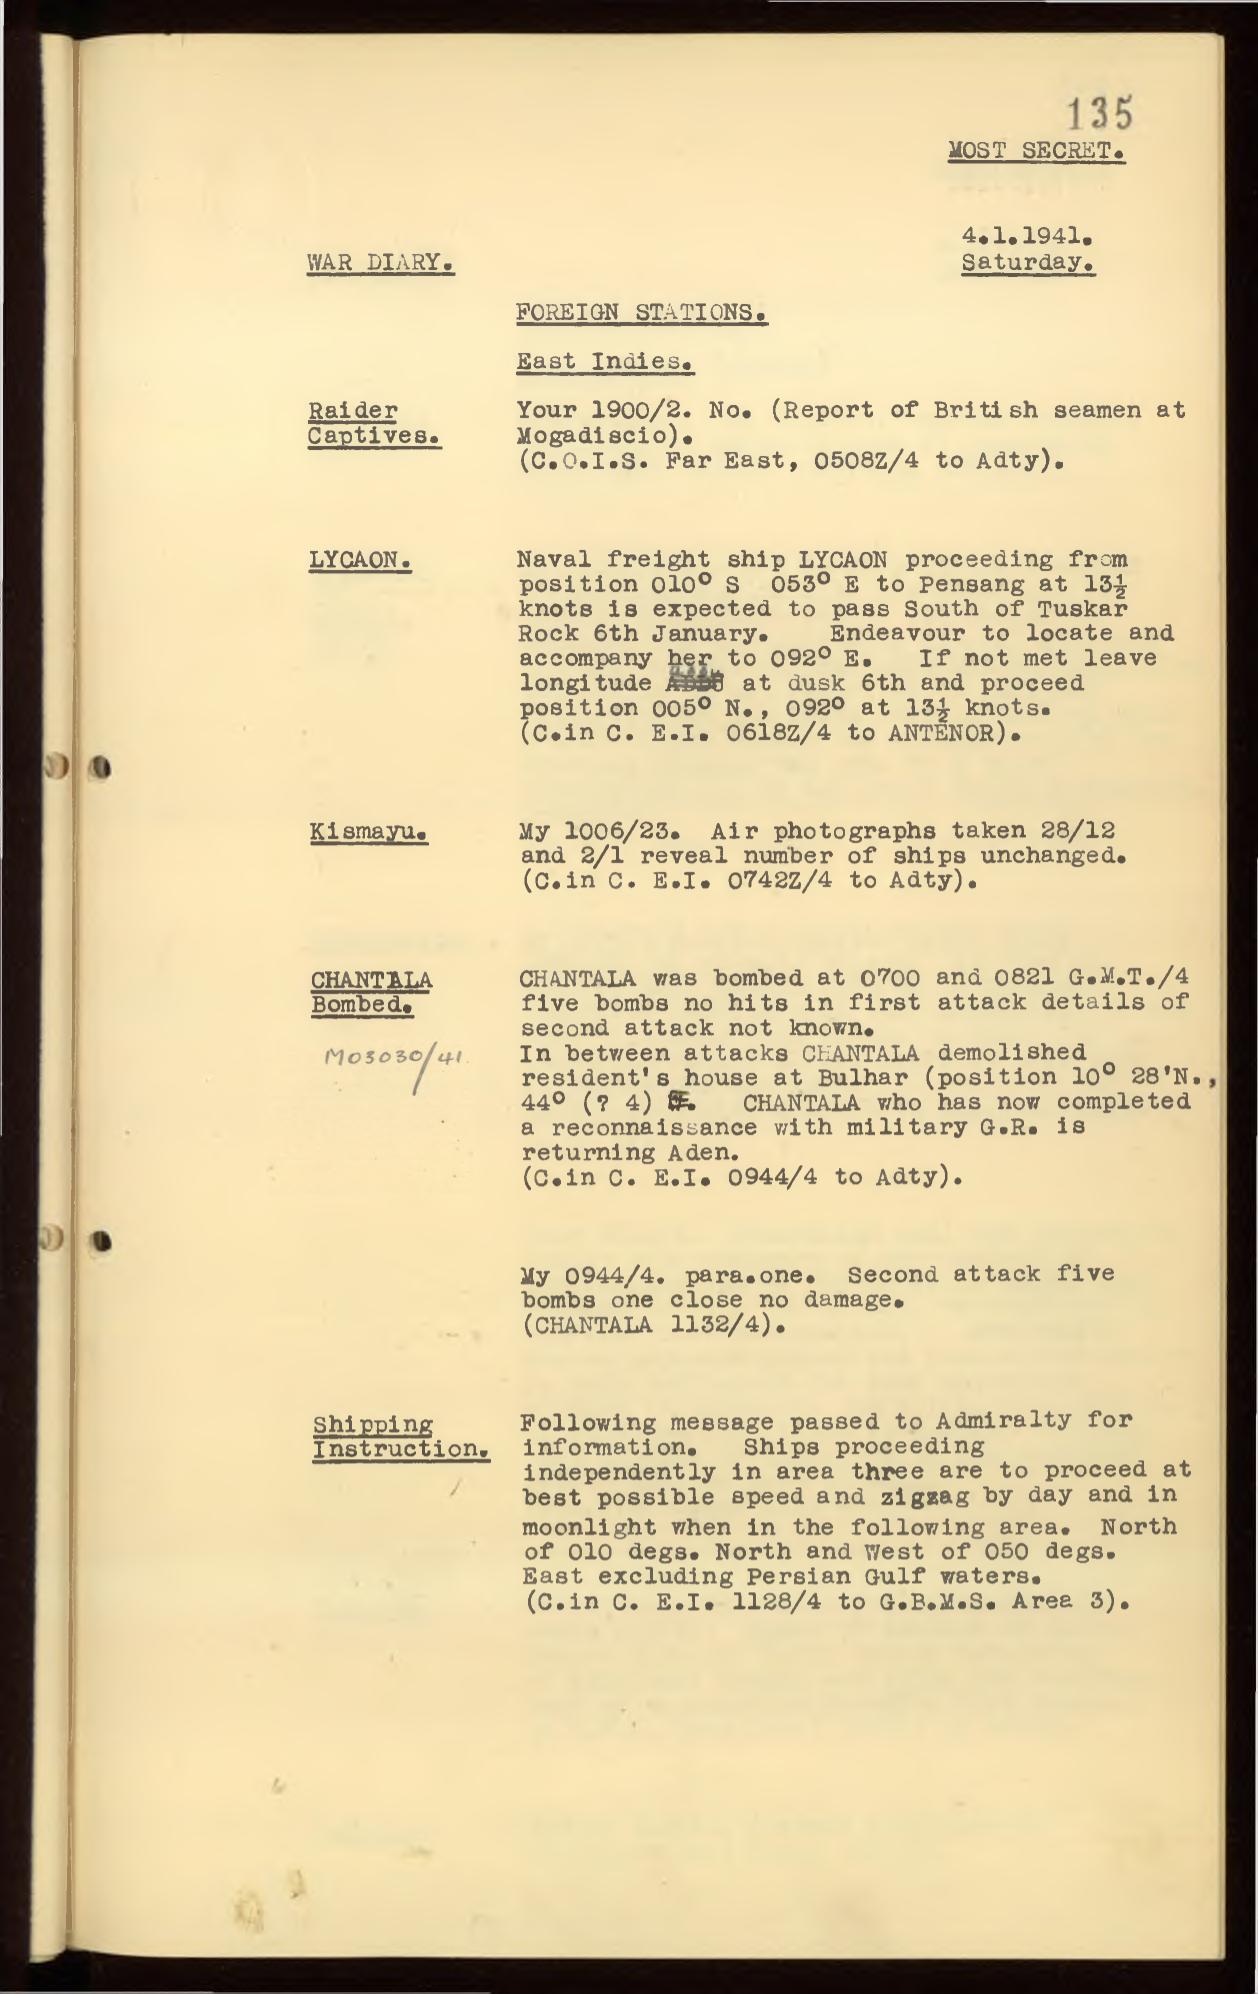 135
MOST SECRET.
4.1.1941.
WAR DIARY. Saturday.
FOREIGN STATIONS.
East Indies.
Raider Your 1900/2. No. (Report of British seamen at
Captives. Mogadiscio).
(C.O.I.S. Far East, 0508Z/4 to Adty).
LYCAON. Naval freight ship LYCAON proceeding from
position 010° S 053° E to Pensang at 13½
knots is expected to pass South of Tuskar
Rock 6th January. Endeavour to locate and
accompany her to 092° E. If not met leave
longitude at dusk 6th and proceed
position 005° N., 092° at 13½ knots.
(C.in C. E.I. 0618Z/4 to ANTENOR).
Kismayu. My 1006/23. Air photographs taken 28/12
and 2/1 reveal number of ships unchanged.
(C.in C. E.I. 0742Z/4 to Adty).
CHANTALA CHANTALA was bombed at 0700 and 0821 G.M.T./4
Bombed. five bombs no hits in first attack details of
second attack not known.
M03030/41 In between attacks CHANTALA demolished
resident's house at Bulhar (position 10° 28'N.,
44° (? 4) E. CHANTALA who has now completed
a reconnaissance with military G.R. is
returning Aden.
(C.in C. E.I. 0944/4 to Adty).
My 0944/4. para.one. Second attack five
bombs one close no damage.
(CHANTALA 1132/4).
Shipping Following message passed to Admiralty for
Instruction. information. Ships proceeding
independently in area three are to proceed at
best possible speed and zigzag by day and in
moonlight when in the following area. North
of 010 degs. North and West of 050 degs.
East excluding Persian Gulf waters.
(C.in C. E.I. 1128/4 to G.B.M.S. Area 3).